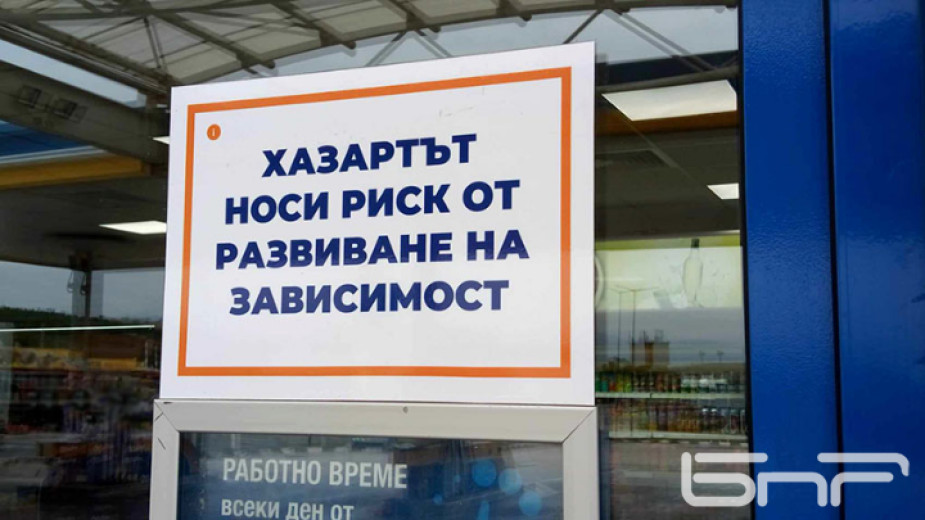 ХАЗАРТЪТ
НОСИ РИСК ОТ
РАЗВИВАНЕ НА
ЗАВИСИМОСТ
РАБОТНО ВРЕМЕ
всеки ден от
БНР